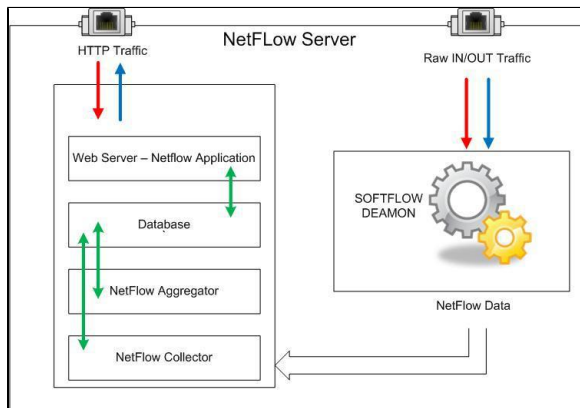 NetFLow Server
HTTP Traffic
Raw IN/OUT Traffic
Web Server – Netflow Application
Database
NetFlow Aggregator
NetFlow Collector
SOFTFLOW
DEAMON
NetFlow Data